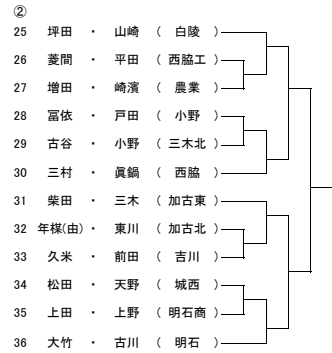 ②
25 坪田 ・ 山崎 ( 白陵 )
26 菱間 ・ 平田 ( 西脇工 )
27 増田 ・ 崎濱 ( 農業 )
28 冨依 ・ 戸田 ( 小野 )
29 古谷 ・ 小野 ( 三木北 )
30 三村 ・ 眞鍋 ( 西脇 )
31 柴田 ・ 三木 ( 加古東 )
32 年楳(由) ・ 東川 ( 加古北 )
33 久米 ・ 前田 ( 吉川 )
34 松田 ・ 天野 ( 城西 )
35 上田 ・ 上野 ( 明石商 )
36 大竹 ・ 古川 ( 明石 )